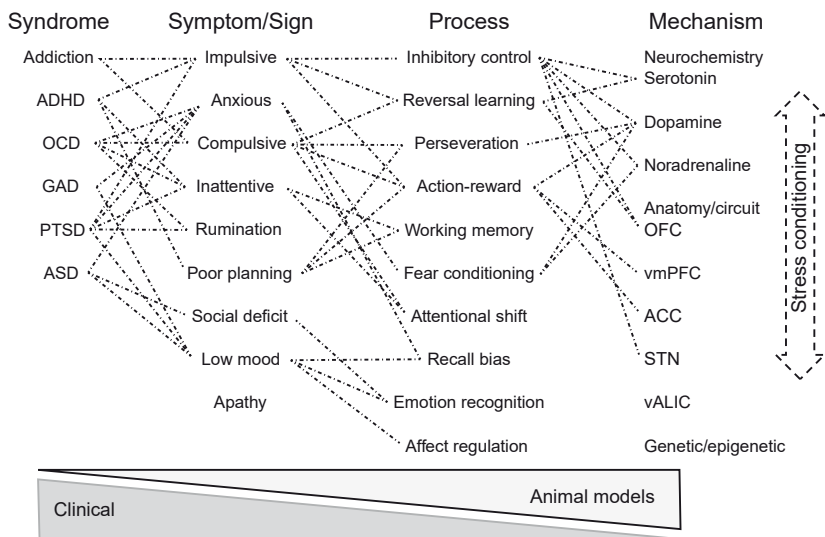 Syndrome Symptom/Sign Process Mechanism
Addiction Impulsive Inhibitory control Neurochemistry
Serotonin
ADHD Anxious Reversal learning
Dopamine
OCD Compulsive Perseveration
Noradrenaline
GAD Inattentive Action-reward
Anatomy/circuit
PTSD Rumination Working memory OFC
ASD Poor planning Fear conditioning vmPFC
Social deficit Attentional shift ACC
Low mood Recall bias STN
Apathy Emotion recognition vALIC
Affect regulation Genetic/epigenetic
Stress conditioning
Animal models
Clinical